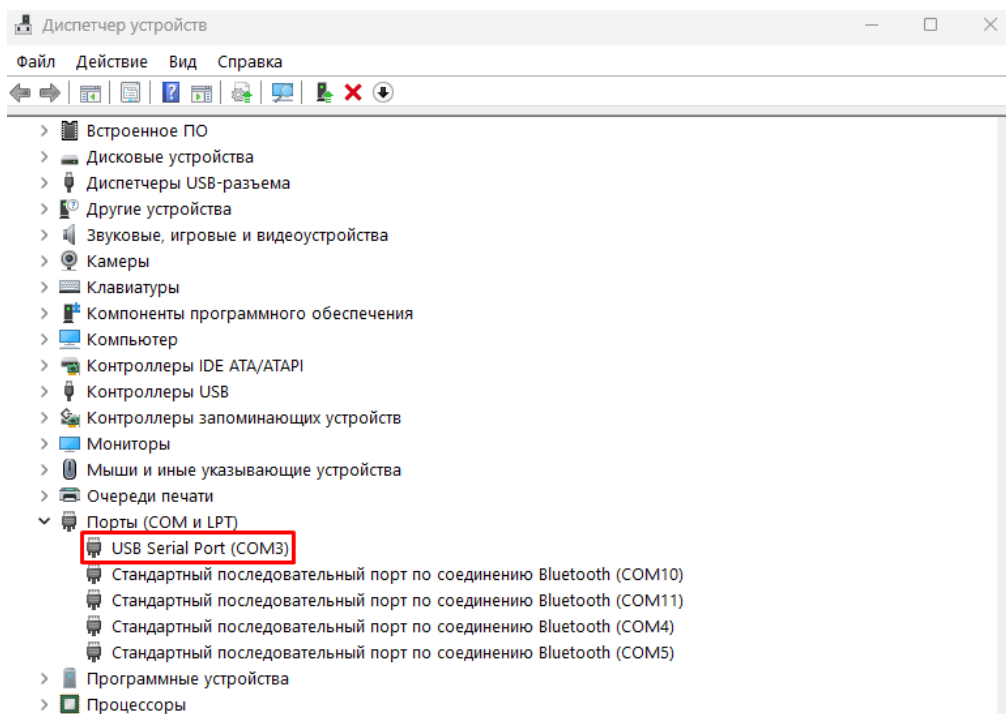 Диспетчер устройств
Файл Действие Вид Справка
Встроенное ПО
Дисковые устройства
Диспетчеры USB-разъема
Другие устройства
Звуковые, игровые и видеоустройства
Камеры
Клавиатуры
Компоненты программного обеспечения
Компьютер
Контроллеры IDE ATA/ATAPI
Контроллеры USB
Контроллеры запоминающих устройств
Мониторы
Мыши и иные указывающие устройства
Очереди печати
Порты (COM и LPT)
USB Serial Port (COM3)
Стандартный последовательный порт по соединению Bluetooth (COM10)
Стандартный последовательный порт по соединению Bluetooth (COM11)
Стандартный последовательный порт по соединению Bluetooth (COM4)
Стандартный последовательный порт по соединению Bluetooth (COM5)
Программные устройства
Процессоры